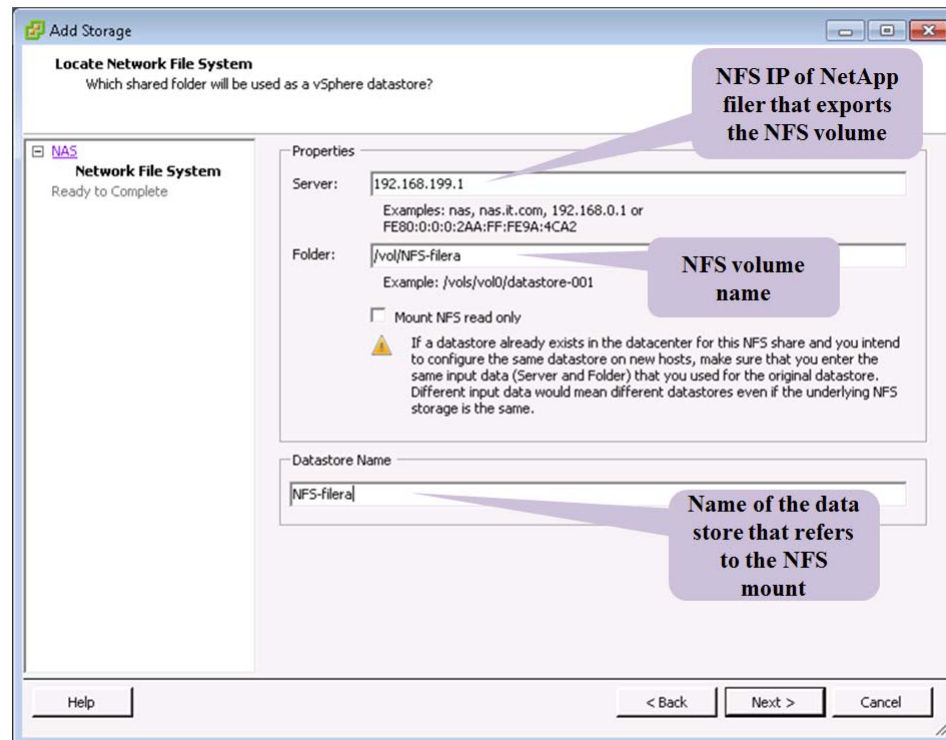 Add Storage
Locate Network File System
Which shared folder will be used as a vSphere datastore?
NFS IP of NetApp
filer that exports
the NFS volume
NAS
Network File System
Ready to Complete
Properties
Server:
192.168.199.1
Examples: nas, nas.it.com, 192.168.0.1 or
FE80:0:0:0:2AA:FF:FE9A:4CA2
Folder:
/vol/NFS-filera
Example: /vols/vol0/datastore-001
NFS volume
name
Mount NFS read only
If a datastore already exists in the datacenter for this NFS share and you intend
to configure the same datastore on new hosts, make sure that you enter the
same input data (Server and Folder) that you used for the original datastore.
Different input data would mean different datastores even if the underlying NFS
storage is the same.
Datastore Name
NFS-filera
Name of the data
store that refers
to the NFS
mount
Help
< Back
Next >
Cancel